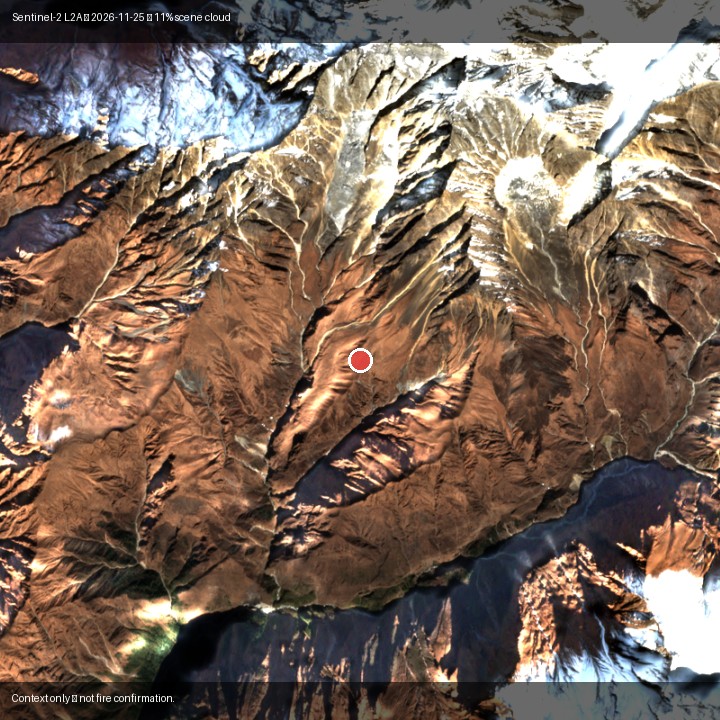 Sentinel-2 L2A▯2026-11-25▯11% scene cloud
Context only▯not fire confirmation.